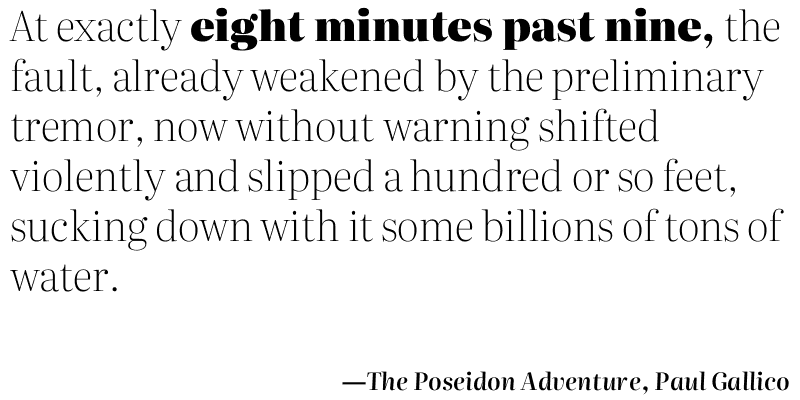 At exactly eight minutes past nine, the
fault, already weakened by the preliminary
tremor, now without warning shifted
violently and slipped a hundred or so feet,
sucking down with it some billions of tons of
water.
—The Poseidon Adventure, Paul Gallico